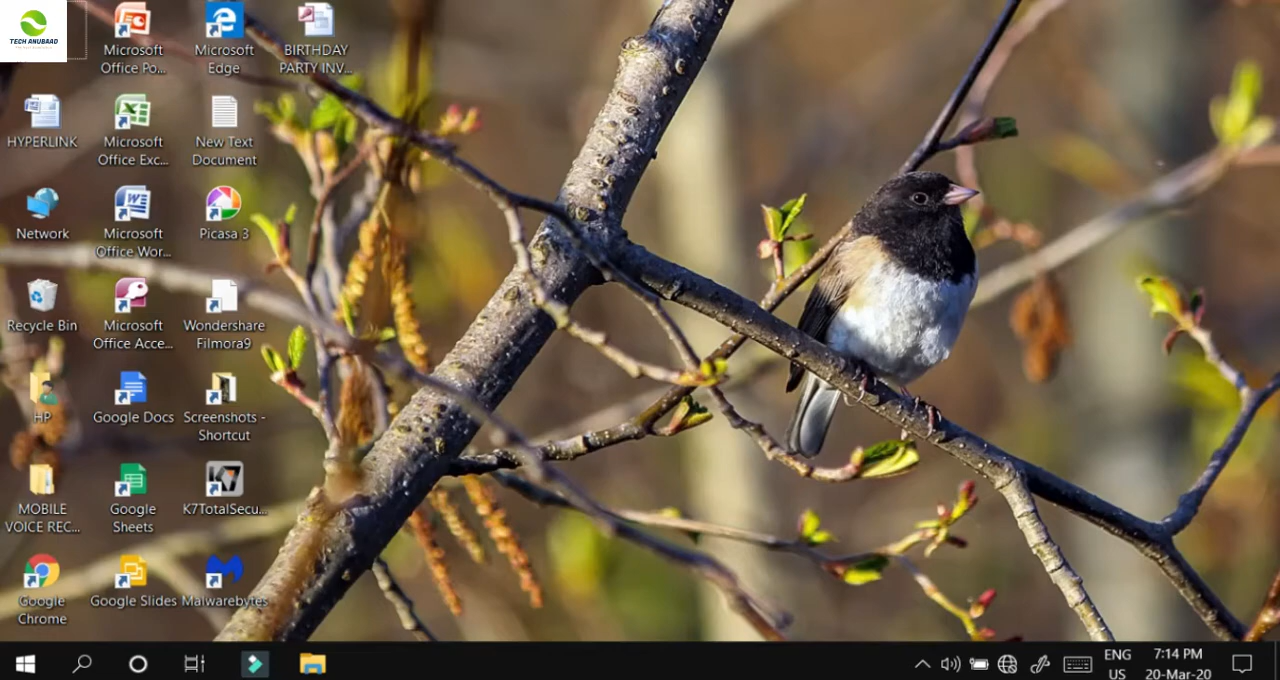 TECH ANUBAAD
Microsoft
Office Po...
Microsoft
Edge
BIRTHDAY
PARTY INV...
HYPERLINK
Microsoft
Office Exc...
New Text
Document
Network
Microsoft
Office Wor...
Picasa 3
Recycle Bin
Microsoft
Office Acce...
Wondershare
Filmora9
HP
Google Docs
Screenshots -
Shortcut
MOBILE
VOICE REC...
Google
Sheets
K7
K7TotalSecu...
Google
Chrome
Google Slides
Malwarebytes
ENG
US
7:14 PM
20-Mar-20